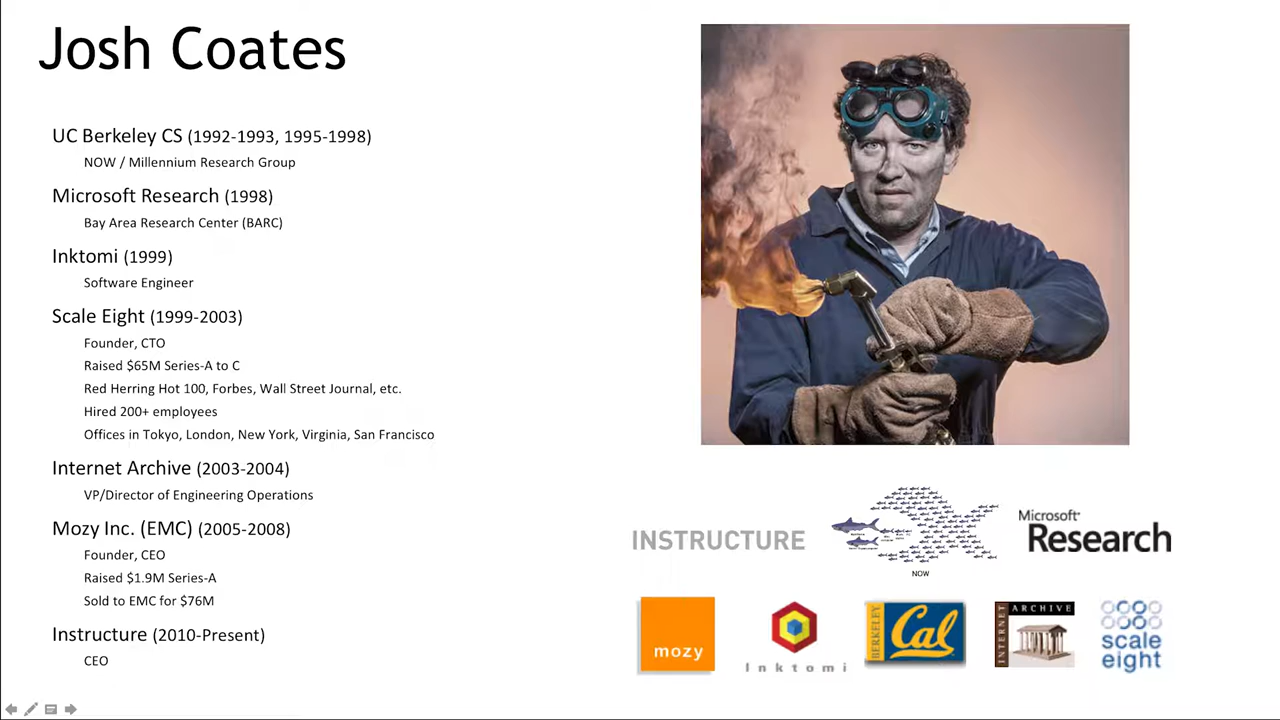 Josh Coates
UC Berkeley CS (1992-1993, 1995-1998)
NOW / Millennium Research Group
Microsoft Research (1998)
Bay Area Research Center (BARC)
Inktomi (1999)
Software Engineer
Scale Eight (1999-2003)
Founder, CTO
Raised $65M Series-A to C
Red Herring Hot 100, Forbes, Wall Street Journal, etc.
Hired 200+ employees
Offices in Tokyo, London, New York, Virginia, San Francisco
Internet Archive (2003-2004)
VP/Director of Engineering Operations
Mozy Inc. (EMC) (2005-2008)
Founder, CEO
Raised $1.9M Series-A
Sold to EMC for $76M
Instructure (2010-Present)
CEO
INSTRUCTURE
NOW
Microsoft
Research
mozy
Inktomi
BERKELEY
Cal
INTERNET
ARCHIVE
scale
eight